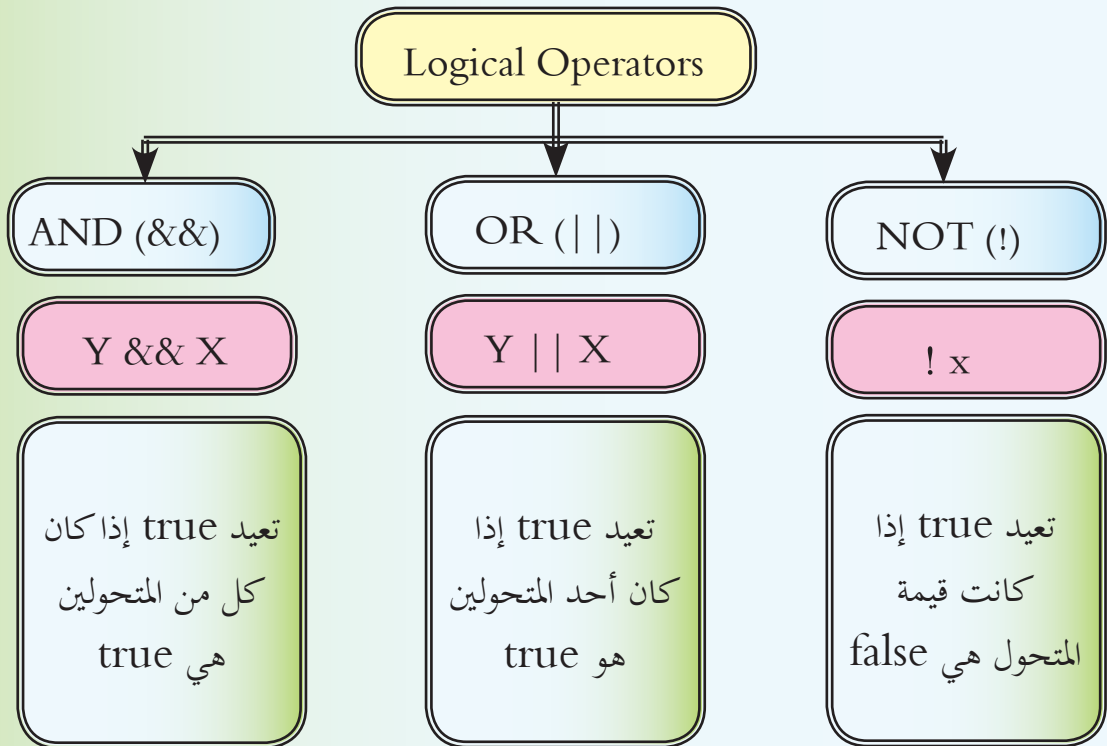 Logical Operators
AND (&&)
OR (||)
NOT (!)
Y && X
Y || X
! x
تعيد true إذا كان
كل من المتحولين
هي true
تعيد true إذا
كان أحد المتحولين
هو true
تعيد true إذا
كانت قيمة
المتحول هي false